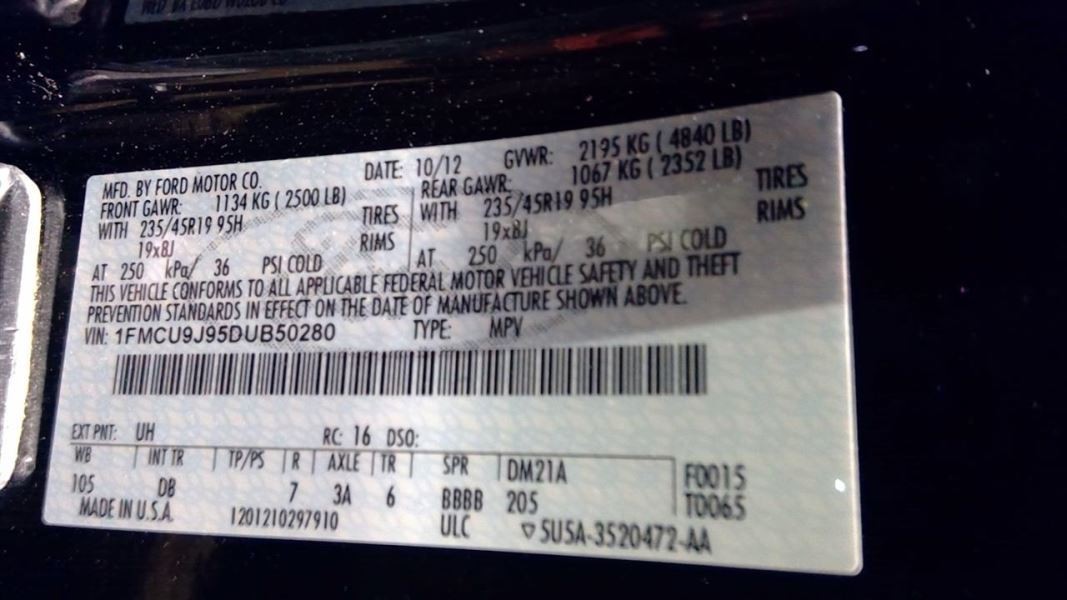 MFD. BY FORD MOTOR CO. DATE: 10/12 GVWR: 2195 KG ( 4840 LB)
FRONT GAWR: 1134 KG ( 2500 LB) REAR GAWR: 1067 KG ( 2352 LB)
WITH 235/45R19 95H TIRES WITH 235/45R19 95H TIRES
19x8J RIMS 19x8J RIMS
AT 250 kPa/ 36 PSI COLD AT 250 kPa/ 36 PSI COLD
THIS VEHICLE CONFORMS TO ALL APPLICABLE FEDERAL MOTOR VEHICLE SAFETY AND THEFT
PREVENTION STANDARDS IN EFFECT ON THE DATE OF MANUFACTURE SHOWN ABOVE.
VIN: 1FMCU9J95DUB50280 TYPE: MPV
EXT PNT: UH RC: 16 DSO:
WB INT TR TP/PS R AXLE TR SPR DM21A F0015
105 DB 7 3A 6 BBBB 205 T0065
MADE IN U.S.A. 1201210297910 ULC ▽5U5A-3520472-AA